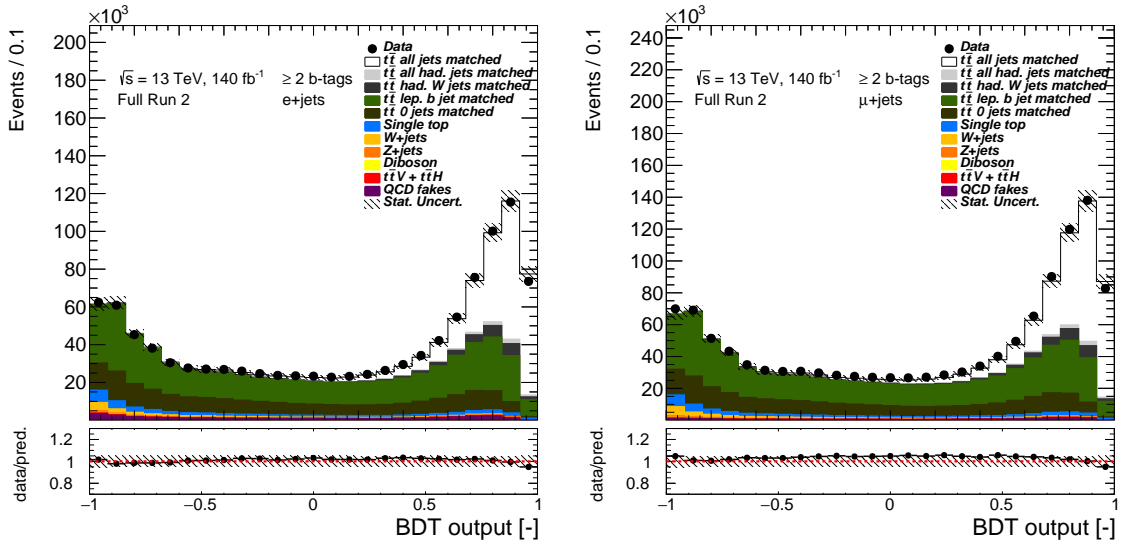 ×10³
Events / 0.1
200
180
160
140
120
100
80
60
40
20
√s = 13 TeV, 140 fb⁻¹
Full Run 2
≥ 2 b-tags
e+jets
Data
tt̄ all jets matched
tt̄ all had. jets matched
tt̄ had. W jets matched
tt̄ lep. b jet matched
tt̄ 0 jets matched
Single top
W+jets
Z+jets
Diboson
tt̄V + tt̄H
QCD fakes
Stat. Uncert.
data/pred.
1.2
1
0.8
−1 −0.5 0 0.5 1
BDT output [-]
×10³
Events / 0.1
240
220
200
180
160
140
120
100
80
60
40
20
√s = 13 TeV, 140 fb⁻¹
Full Run 2
≥ 2 b-tags
μ+jets
Data
tt̄ all jets matched
tt̄ all had. jets matched
tt̄ had. W jets matched
tt̄ lep. b jet matched
tt̄ 0 jets matched
Single top
W+jets
Z+jets
Diboson
tt̄V + tt̄H
QCD fakes
Stat. Uncert.
data/pred.
1.2
1
0.8
−1 −0.5 0 0.5 1
BDT output [-]